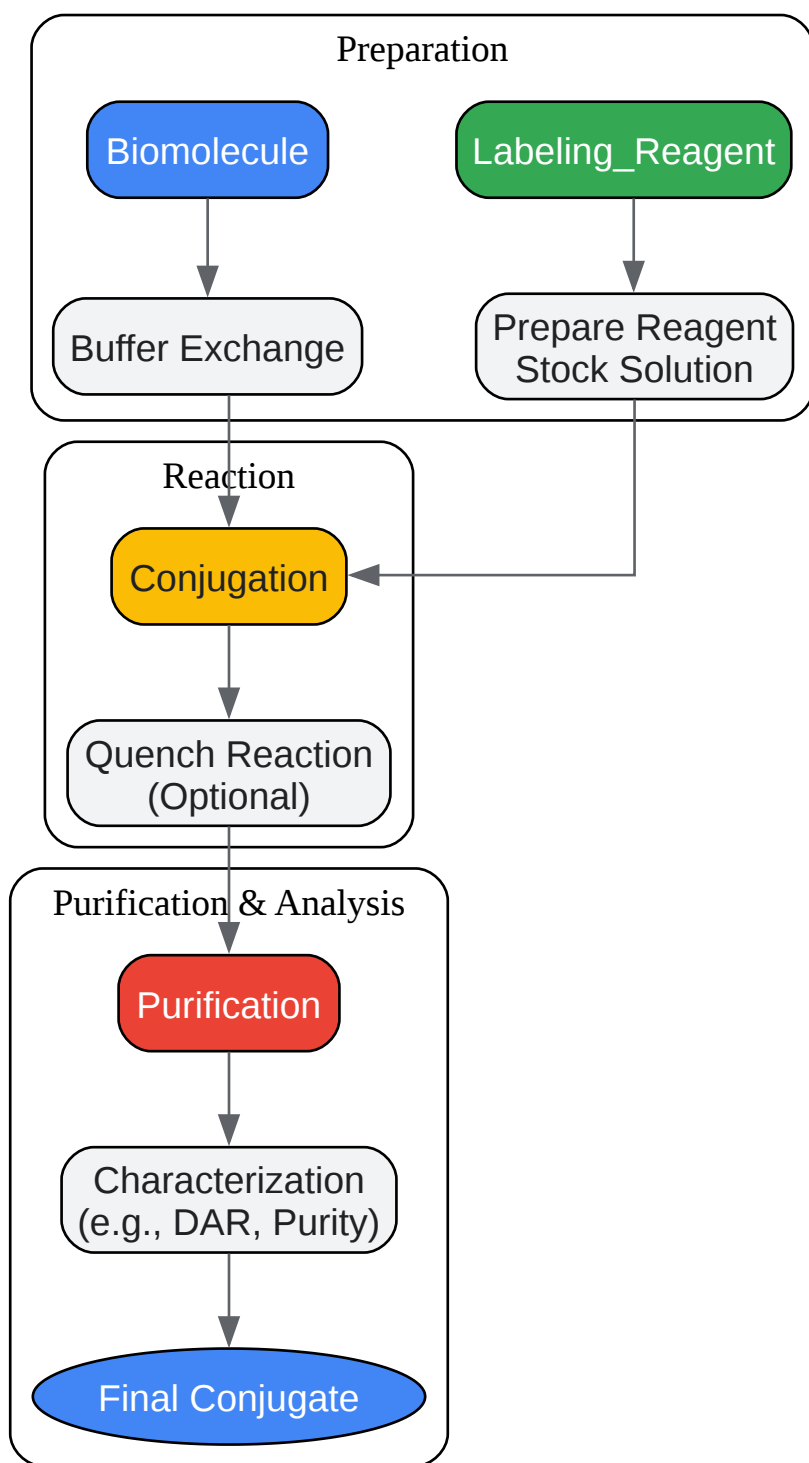 Preparation
Biomolecule
Labeling_Reagent
Buffer Exchange
Prepare Reagent
Stock Solution
Reaction
Conjugation
Quench Reaction
(Optional)
Purification & Analysis
Purification
Characterization
(e.g., DAR, Purity)
Final Conjugate